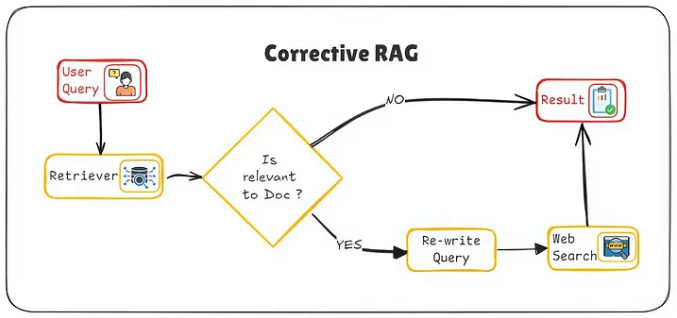 Corrective RAG
User
Query
Retriever
Is
relevant
to Doc ?
NO
Result
YES
Re-write
Query
Web
Search